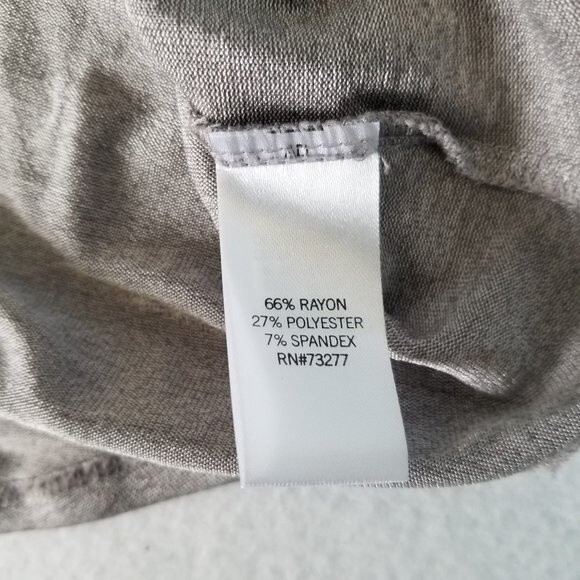 66% RAYON
27% POLYESTER
7% SPANDEX
RN#73277